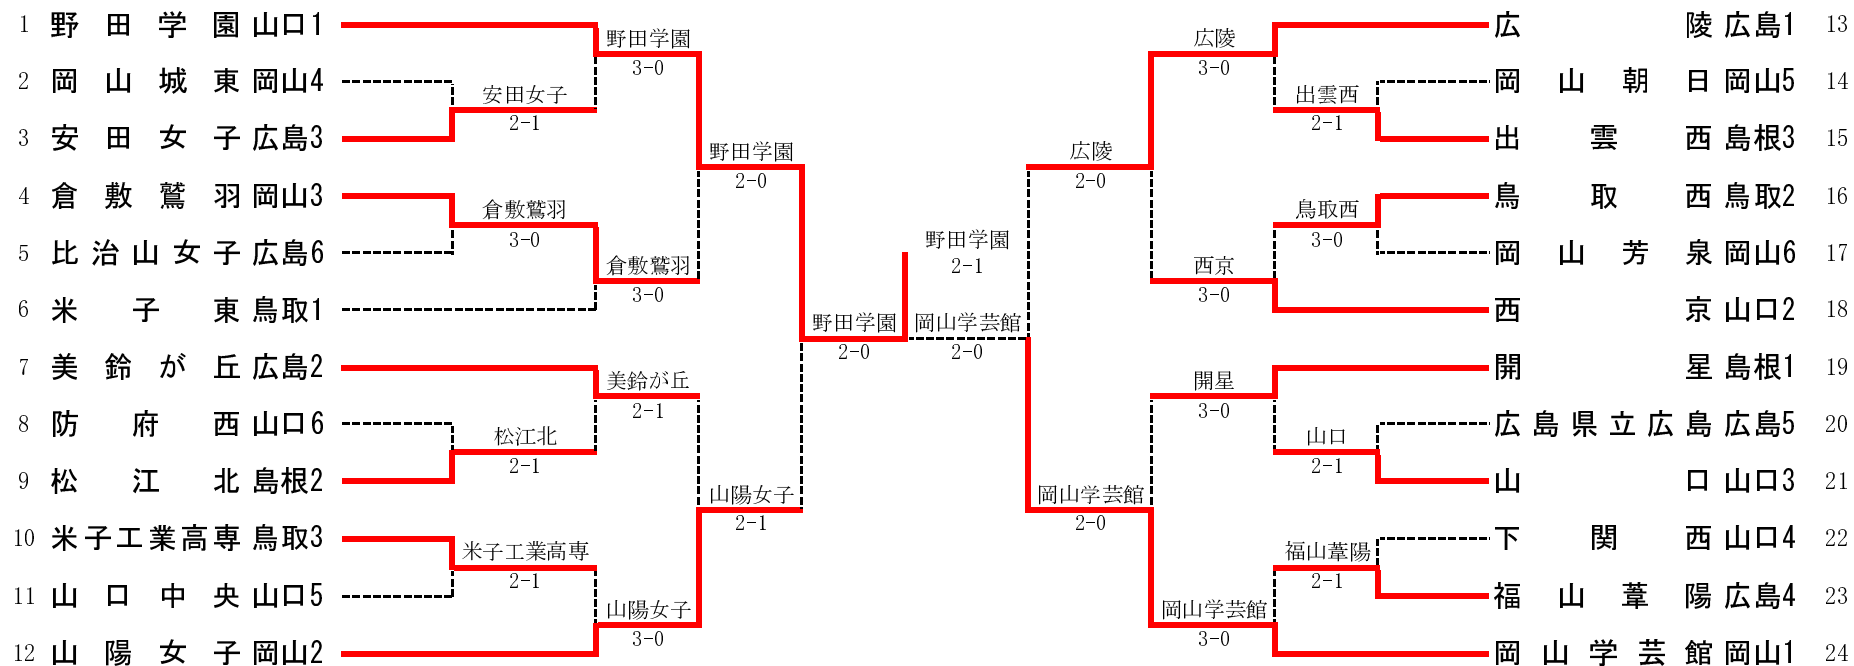 1 野田学園 山口1
2 岡山城東 岡山4
3 安田女子 広島3
4 倉敷鷲羽 岡山3
5 比治山女子 広島6
6 米子東 鳥取1
7 美鈴が丘 広島2
8 防府西 山口6
9 松江北 島根2
10 米子工業高専 鳥取3
11 山口中央 山口5
12 山陽女子 岡山2
安田女子
2-1
倉敷鷲羽
3-0
松江北
2-1
米子工業高専
2-1
野田学園
3-0
倉敷鷲羽
3-0
美鈴が丘
2-1
山陽女子
3-0
野田学園
2-0
山陽女子
2-1
野田学園
2-0
野田学園
2-1
岡山学芸館
2-0
広陵
2-0
岡山学芸館
2-0
広陵
3-0
西京
3-0
開星
3-0
岡山学芸館
3-0
出雲西
2-1
鳥取西
3-0
山口
2-1
福山葦陽
2-1
広陵 広島1 13
岡山朝日 岡山5 14
出雲西 島根3 15
鳥取西 鳥取2 16
岡山芳泉 岡山6 17
西京 山口2 18
開星 島根1 19
広島県立広島 広島5 20
山口 山口3 21
下関西 山口4 22
福山葦陽 広島4 23
岡山学芸館 岡山1 24